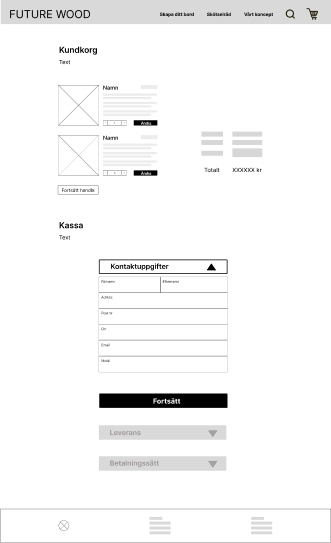 FUTURE WOOD
Skapa ditt bord
Skötselråd
Vårt koncept
Kundkorg
Text
Namn
Ändra
Namn
Ändra
Totalt
XXXXXX kr
Fortsätt handla
Kassa
Text
Kontaktuppgifter
Förnamn
Efternamn
Adress
Post nr
Ort
Email
Mobil
Fortsätt
Leverans
Betalningssätt